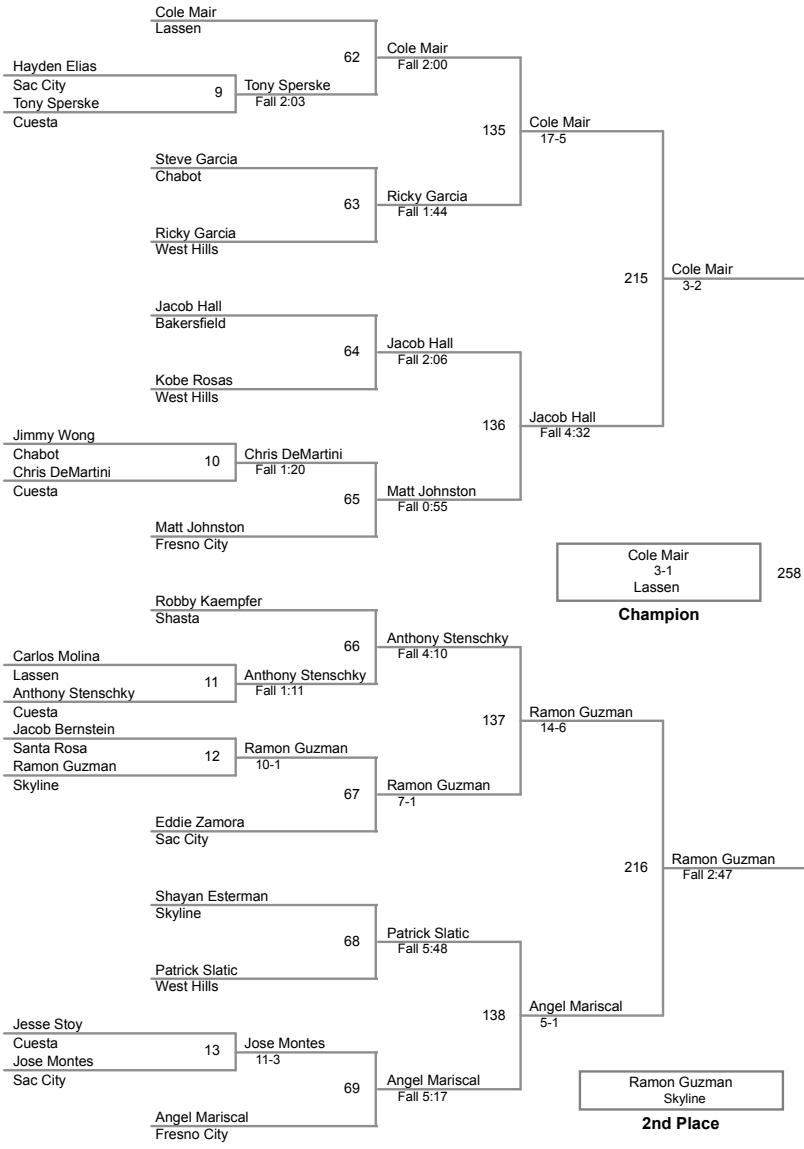 Cole Mair
Lassen
62
Cole Mair
Fall 2:00
Hayden Elias
Sac City
9
Tony Sperske
Fall 2:03
Tony Sperske
Cuesta
135
Cole Mair
17-5
Steve Garcia
Chabot
63
Ricky Garcia
Fall 1:44
Ricky Garcia
West Hills
215
Cole Mair
3-2
Jacob Hall
Bakersfield
64
Jacob Hall
Fall 2:06
Kobe Rosas
West Hills
136
Jacob Hall
Fall 4:32
Jimmy Wong
Chabot
10
Chris DeMartini
Fall 1:20
Chris DeMartini
Cuesta
65
Matt Johnston
Fall 0:55
Matt Johnston
Fresno City
Cole Mair
3-1
Lassen
258
Champion
Robby Kaempfer
Shasta
66
Anthony Stenschky
Fall 4:10
Carlos Molina
Lassen
11
Anthony Stenschky
Fall 1:11
Anthony Stenschky
Cuesta
137
Ramon Guzman
14-6
Jacob Bernstein
Santa Rosa
12
Ramon Guzman
10-1
Ramon Guzman
Skyline
67
Ramon Guzman
7-1
Eddie Zamora
Sac City
216
Ramon Guzman
Fall 2:47
Shayan Esterman
Skyline
68
Patrick Slatic
Fall 5:48
Patrick Slatic
West Hills
138
Angel Mariscal
5-1
Jesse Stoy
Cuesta
13
Jose Montes
11-3
Jose Montes
Sac City
69
Angel Mariscal
Fall 5:17
Angel Mariscal
Fresno City
Ramon Guzman
Skyline
2nd Place